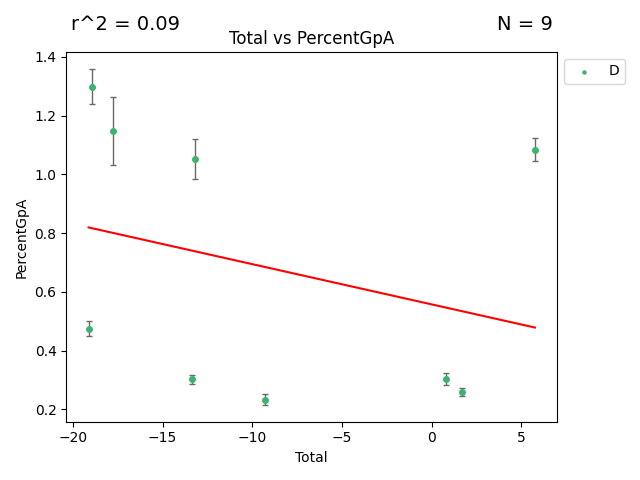 r^2 = 0.09
N = 9
Total vs PercentGpA
D
1.4
1.2
1.0
0.8
0.6
0.4
0.2
PercentGpA
−20
−15
−10
−5
0
5
Total